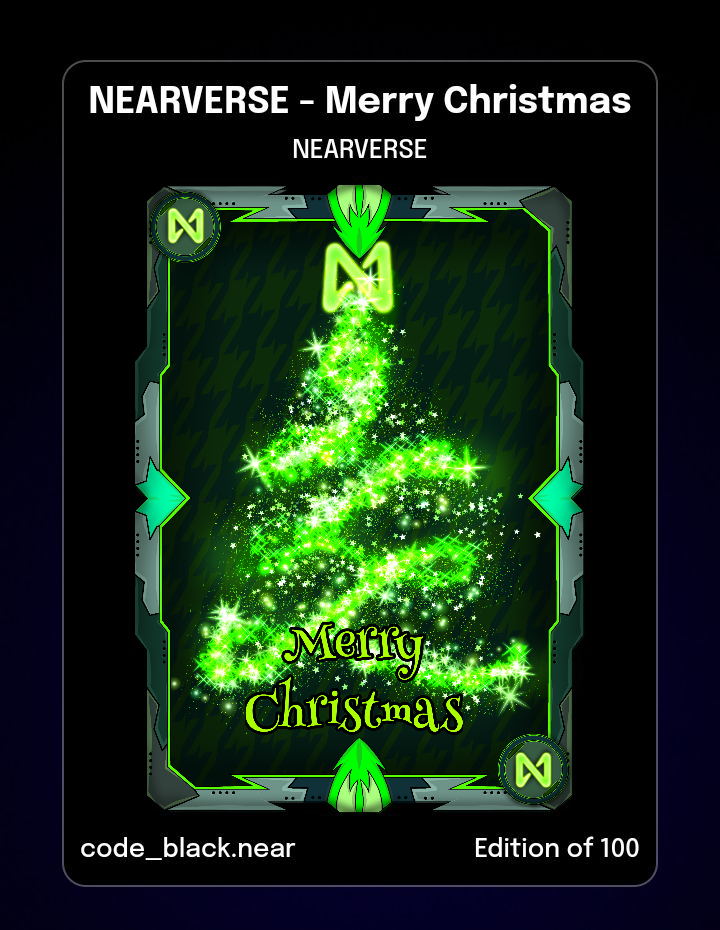 NEARVERSE - Merry Christmas
NEARVERSE
Merry
Christmas
code_black.near
Edition of 100